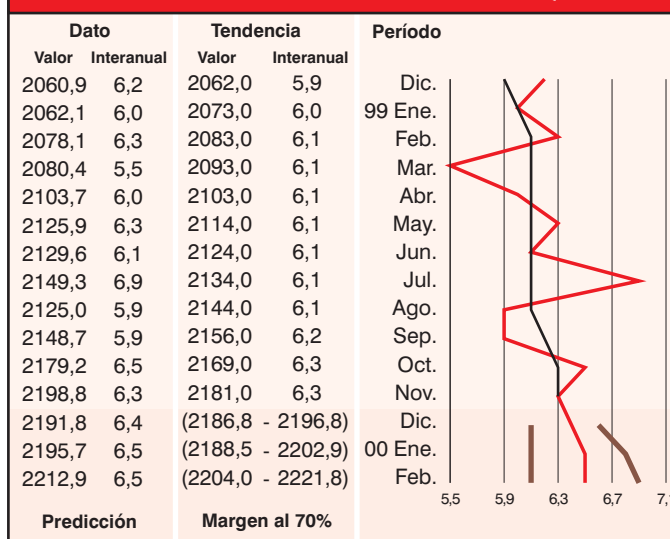 Dato Tendencia Período
Valor Interanual Valor Interanual
2060,9 6,2 2062,0 5,9 Dic.
2062,1 6,0 2073,0 6,0 99 Ene.
2078,1 6,3 2083,0 6,1 Feb.
2080,4 5,5 2093,0 6,1 Mar.
2103,7 6,0 2103,0 6,1 Abr.
2125,9 6,3 2114,0 6,1 May.
2129,6 6,1 2124,0 6,1 Jun.
2149,3 6,9 2134,0 6,1 Jul.
2125,0 5,9 2144,0 6,1 Ago.
2148,7 5,9 2156,0 6,2 Sep.
2179,2 6,5 2169,0 6,3 Oct.
2198,8 6,3 2181,0 6,3 Nov.
2191,8 6,4 (2186,8 - 2196,8) Dic.
2195,7 6,5 (2188,5 - 2202,9) 00 Ene.
2212,9 6,5 (2204,0 - 2221,8) Feb.
5,5 5,9 6,3 6,7 7,
Predicción Margen al 70%